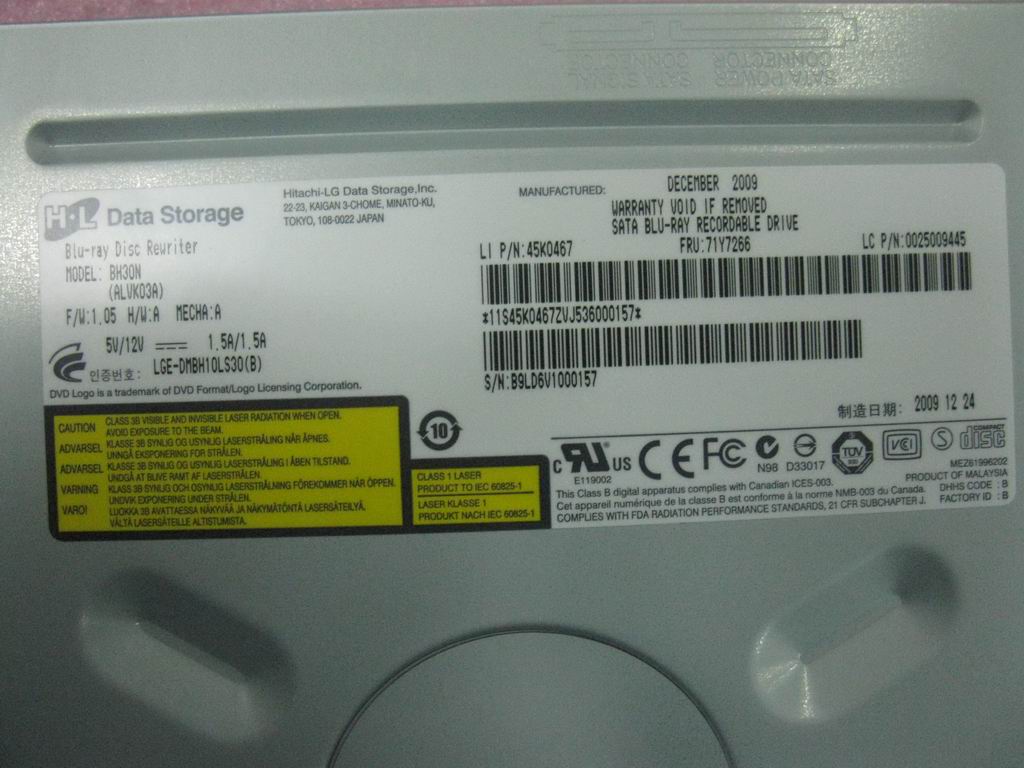 SATA POWER CONNECTOR
SATA SIGNAL CONNECTOR
H·L Data Storage
Hitachi-LG Data Storage,Inc.
22-23, KAIGAN 3-CHOME, MINATO-KU,
TOKYO, 108-0022 JAPAN
Blu-ray Disc Rewriter
MODEL: BH30N
(ALVK03A)
F/W:1.05 H/W:A MECHA:A
5V/12V 1.5A/1.5A
인증번호: LGE-DMBH10LS30(B)
DVD Logo is a trademark of DVD Format/Logo Licensing Corporation.
MANUFACTURED: DECEMBER 2009
WARRANTY VOID IF REMOVED
SATA BLU-RAY RECORDABLE DRIVE
LI P/N:45K0467 FRU:71Y7266 LC P/N:0025009445
*11S45K0467ZVJ536000157*
S/N:B9LD6V1000157
制造日期: 2009 12 24
CAUTION CLASS 3B VISIBLE AND INVISIBLE LASER RADIATION WHEN OPEN.
AVOID EXPOSURE TO THE BEAM.
ADVARSEL KLASSE 3B SYNLIG OG USYNLIG LASERSTRÅLING NÅR ÅPNES.
UNNGÅ EKSPONERING FOR STRÅLEN.
ADVARSEL KLASSE 3B SYNLIG OG USYNLIG LASERSTRÅLING I ÅBEN TILSTAND.
UNDGÅ AT BLIVE RAMT AF LASERSTRÅLEN.
VARNING KLASS 3B SYNLIG OCH OSYNLIG LASERSTRÅLNING FÖREKOMMER NÄR ÖPPEN.
UNDVIK EXPONERING UNDER STRÅLEN.
VARO! LUOKKA 3B AVATTAESSA NÄKYVÄÄ JA NÄKYMÄTÖNTÄ LASERSÄTEILYÄ.
VÄLTÄ LASERSÄTEILLE ALTISTUMISTA.
10
CLASS 1 LASER
PRODUCT TO IEC 60825-1
LASER KLASSE 1
PRODUKT NACH IEC 60825-1
c UL US CE FC N98 D33017 TUV VCI S COMPACT disc
E119002
MEZ61996202
This Class B digital apparatus complies with Canadian ICES-003.
PRODUCT OF MALAYSIA
Cet appareil numérique de la classe B est conforme à la norme NMB-003 du Canada.
DHHS CODE : B
COMPLIES WITH FDA RADIATION PERFORMANCE STANDARDS, 21 CFR SUBCHAPTER J.
FACTORY ID : B